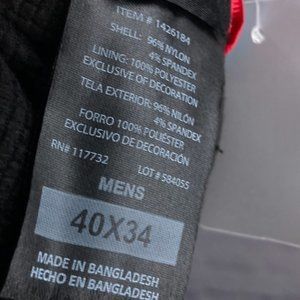 ITEM # 1426184
SHELL: 96% NYLON
4% SPANDEX
LINING: 100% POLYESTER
EXCLUSIVE OF DECORATION
TELA EXTERIOR: 96% NILÓN
4% SPANDEX
FORRO 100% POLIÉSTER
EXCLUSIVO DE DECORACIÓN
RN# 117732 LOT # 584055
MENS
40X34
MADE IN BANGLADESH
HECHO EN BANGLADESH